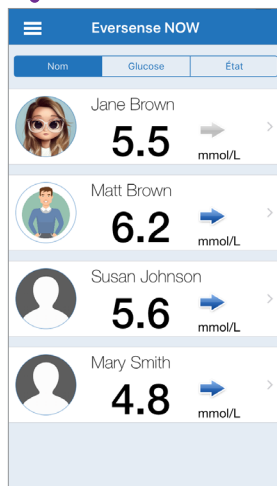 Eversense NOW
Nom Glucose État
Jane Brown
5.5
mmol/L
Matt Brown
6.2
mmol/L
Susan Johnson
5.6
mmol/L
Mary Smith
4.8
mmol/L